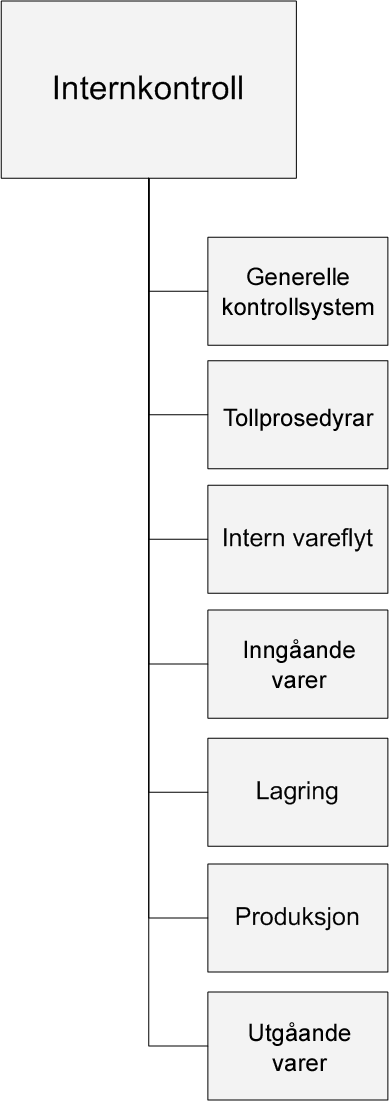 Internkontroll
Generelle
kontrollsystem
Tollprosedyrar
Intern vareflyt
Inngåande
varer
Lagring
Produksjon
Utgåande
varer